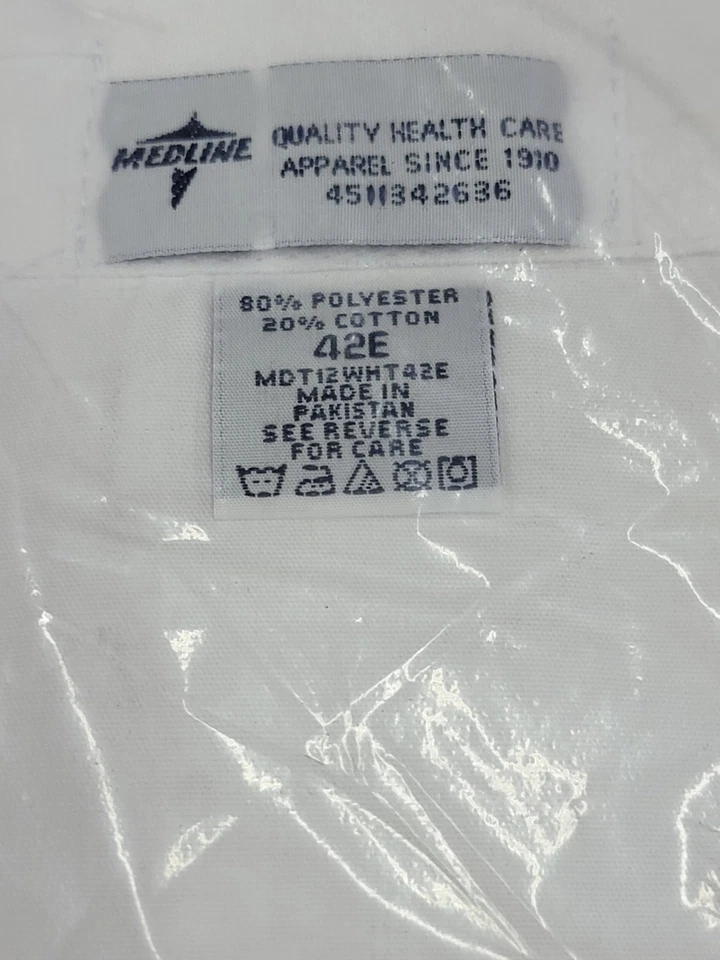 MEDLINE
QUALITY HEALTH CARE
APPAREL SINCE 1910
4511342636
80% POLYESTER
20% COTTON
42E
MDT12WHT42E
MADE IN
PAKISTAN
SEE REVERSE
FOR CARE